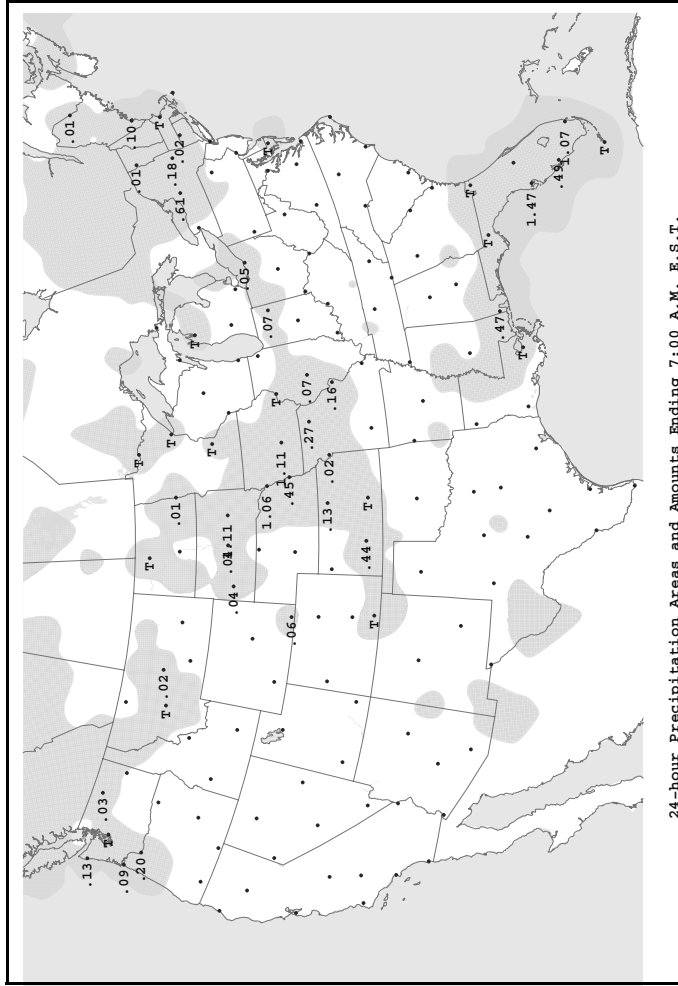 .01
.13
.03
T
.09
.10
.01
T
.20
T
T
.02
T
T
.18
.01
.02
.61
T
T
.11
.04
.05
1.06
.07
T
T
1.11
.45
.06
.07
.27
.13
.02
.16
.44
T
T
T
T
.47
T
1.47
.49
1.07
T
24-hour Precipitation Areas and Amounts Ending 7:00 A.M. E.S.T.